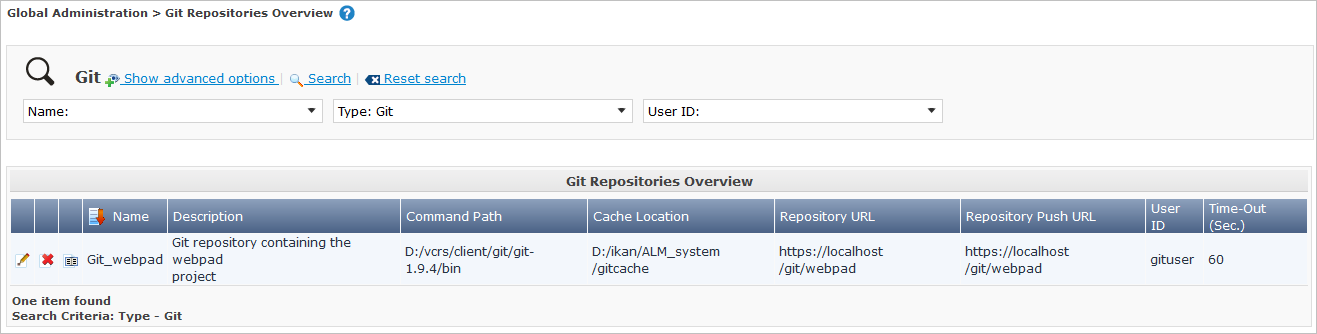 Global Administration > Git Repositories Overview ?
Git Show advanced options | Search | Reset search
Name: Type: Git User ID:
Git Repositories Overview
Name Description Command Path Cache Location Repository URL Repository Push URL User ID Time-Out (Sec.)
Git_webpad
Git repository containing the
webpad
project
D:/vcrs/client/git/git-
1.9.4/bin
D:/ikan/ALM_system
/gitcache
https://localhost
/git/webpad
https://localhost
/git/webpad
gituser
60
One item found
Search Criteria: Type - Git